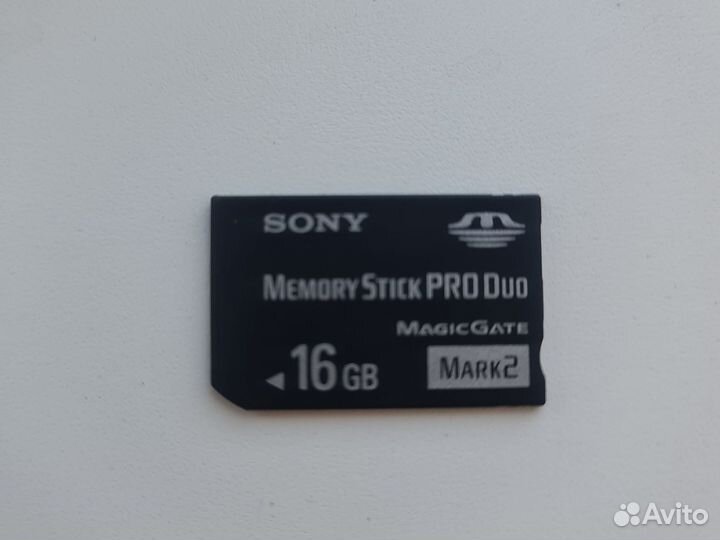 SONY
MEMORY STICK PRO DUO
MAGICGATE
16 GB
MARK2
Avito